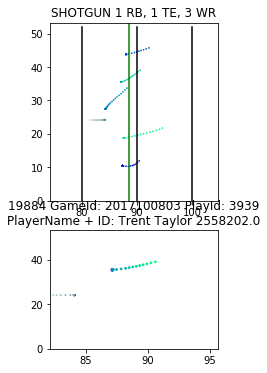 SHOTGUN 1 RB, 1 TE, 3 WR
50
40
30
20
10
0
80 90 100
19884 GameId: 2017100803 PlayId: 3939
PlayerName + ID: Trent Taylor 2558202.0
40
20
0
85 90 95